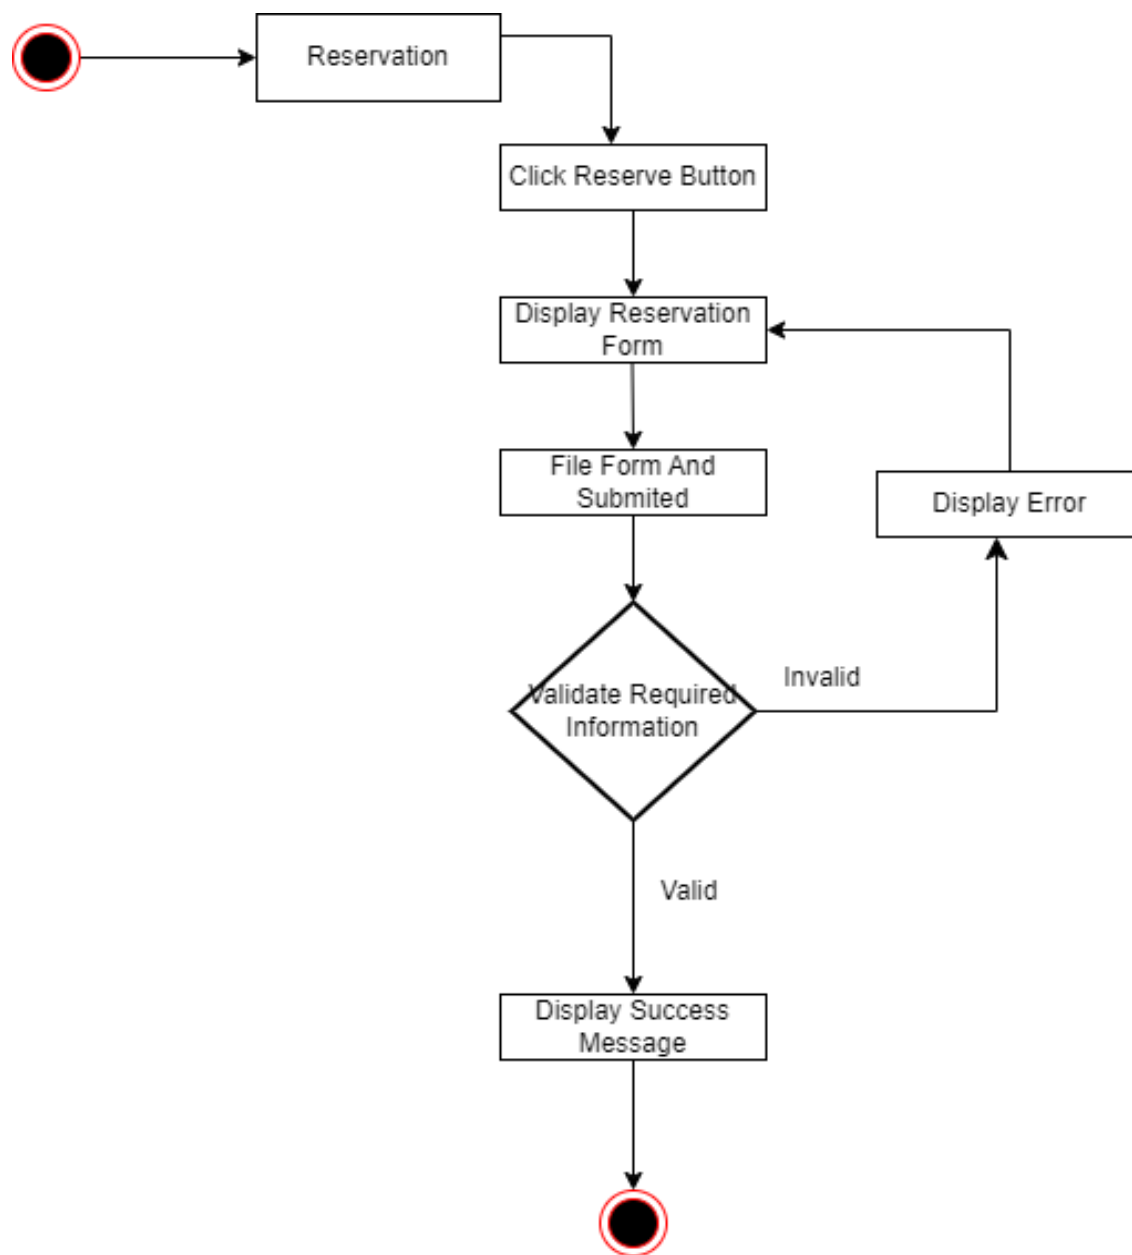 Reservation
Click Reserve Button
Display Reservation
Form
File Form And
Submited
Display Error
Validate Required
Information
Invalid
Valid
Display Success
Message